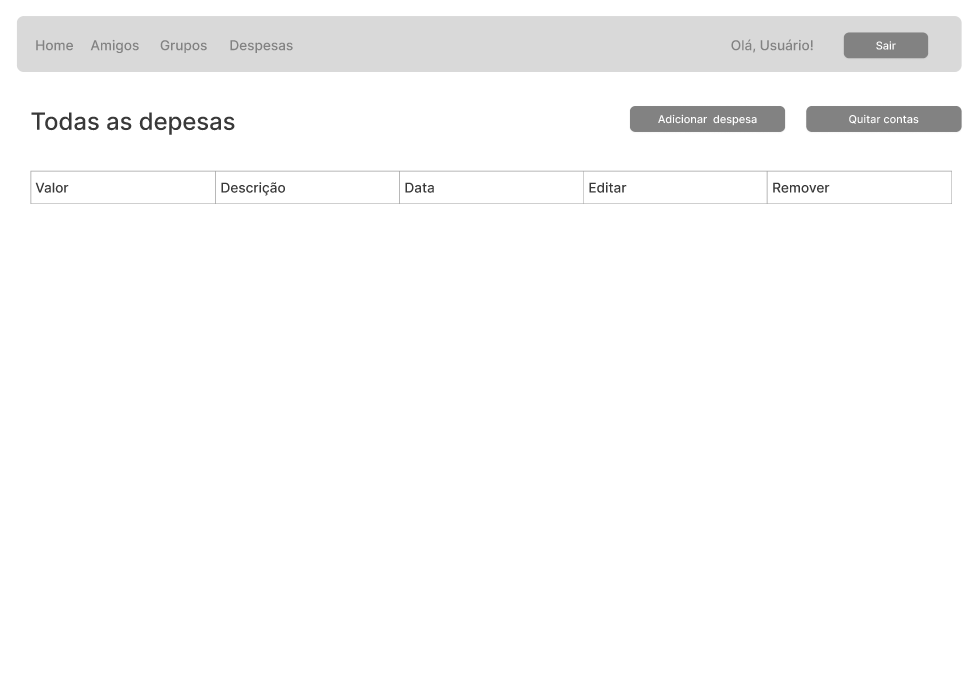 Home Amigos Grupos Despesas Olá, Usuário! Sair
Todas as depesas Adicionar despesa Quitar contas
Valor Descrição Data Editar Remover